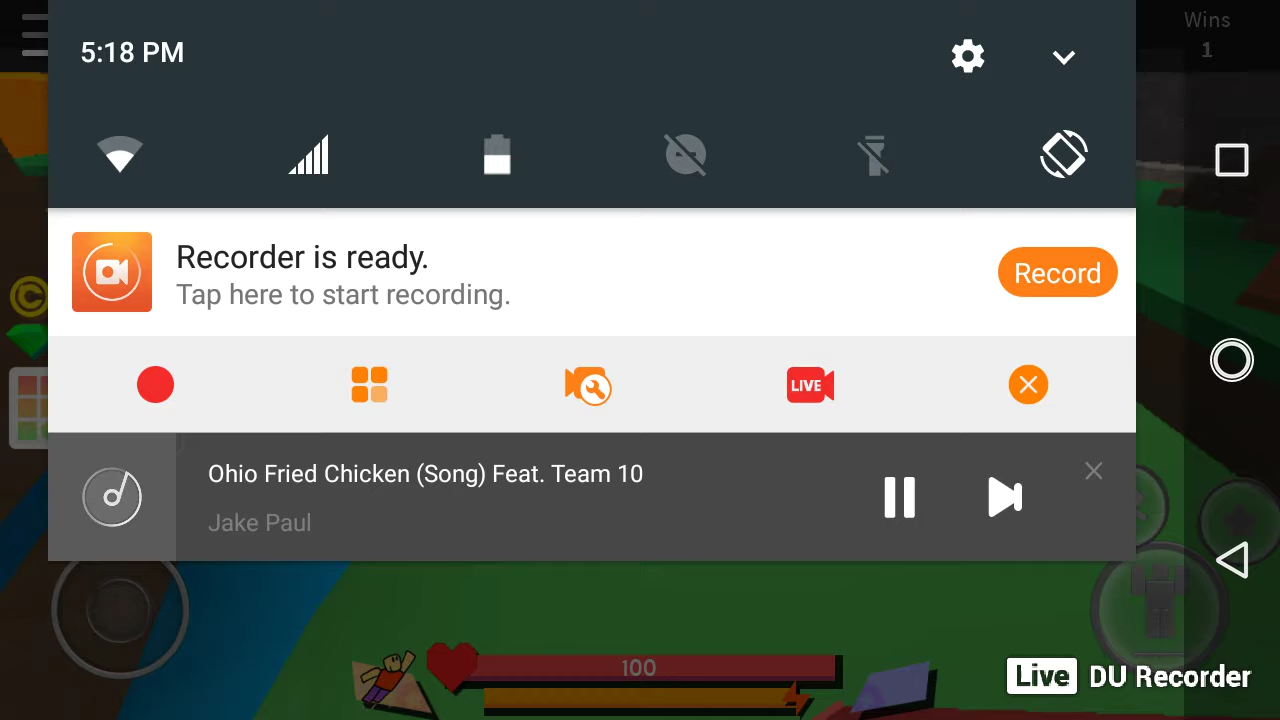 5:18 PM
Wins
1
Recorder is ready.
Tap here to start recording.
Record
LIVE
Ohio Fried Chicken (Song) Feat. Team 10
Jake Paul
100
Live DU Recorder